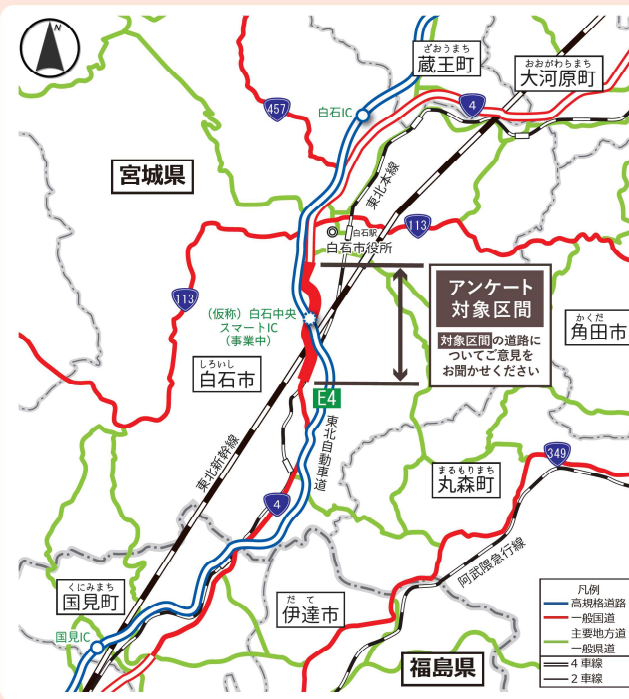 ざおうまち
蔵王町
おおがわらまち
大河原町
457
白石IC
4
宮城県
東北本線
白石駅
白石市役所
113
113
アンケート
対象区間
対象区間の道路に
ついてご意見を
お聞かせください
(仮称)白石中央
スマートIC
(事業中)
かくだ
角田市
しろいし
白石市
E4
東北自動車道
東北新幹線
349
まるもりまち
丸森町
4
阿武隈急行線
くにみまち
国見町
だて
伊達市
国見IC
福島県
凡例
高規格道路
一般国道
主要地方道
一般県道
4車線
2車線